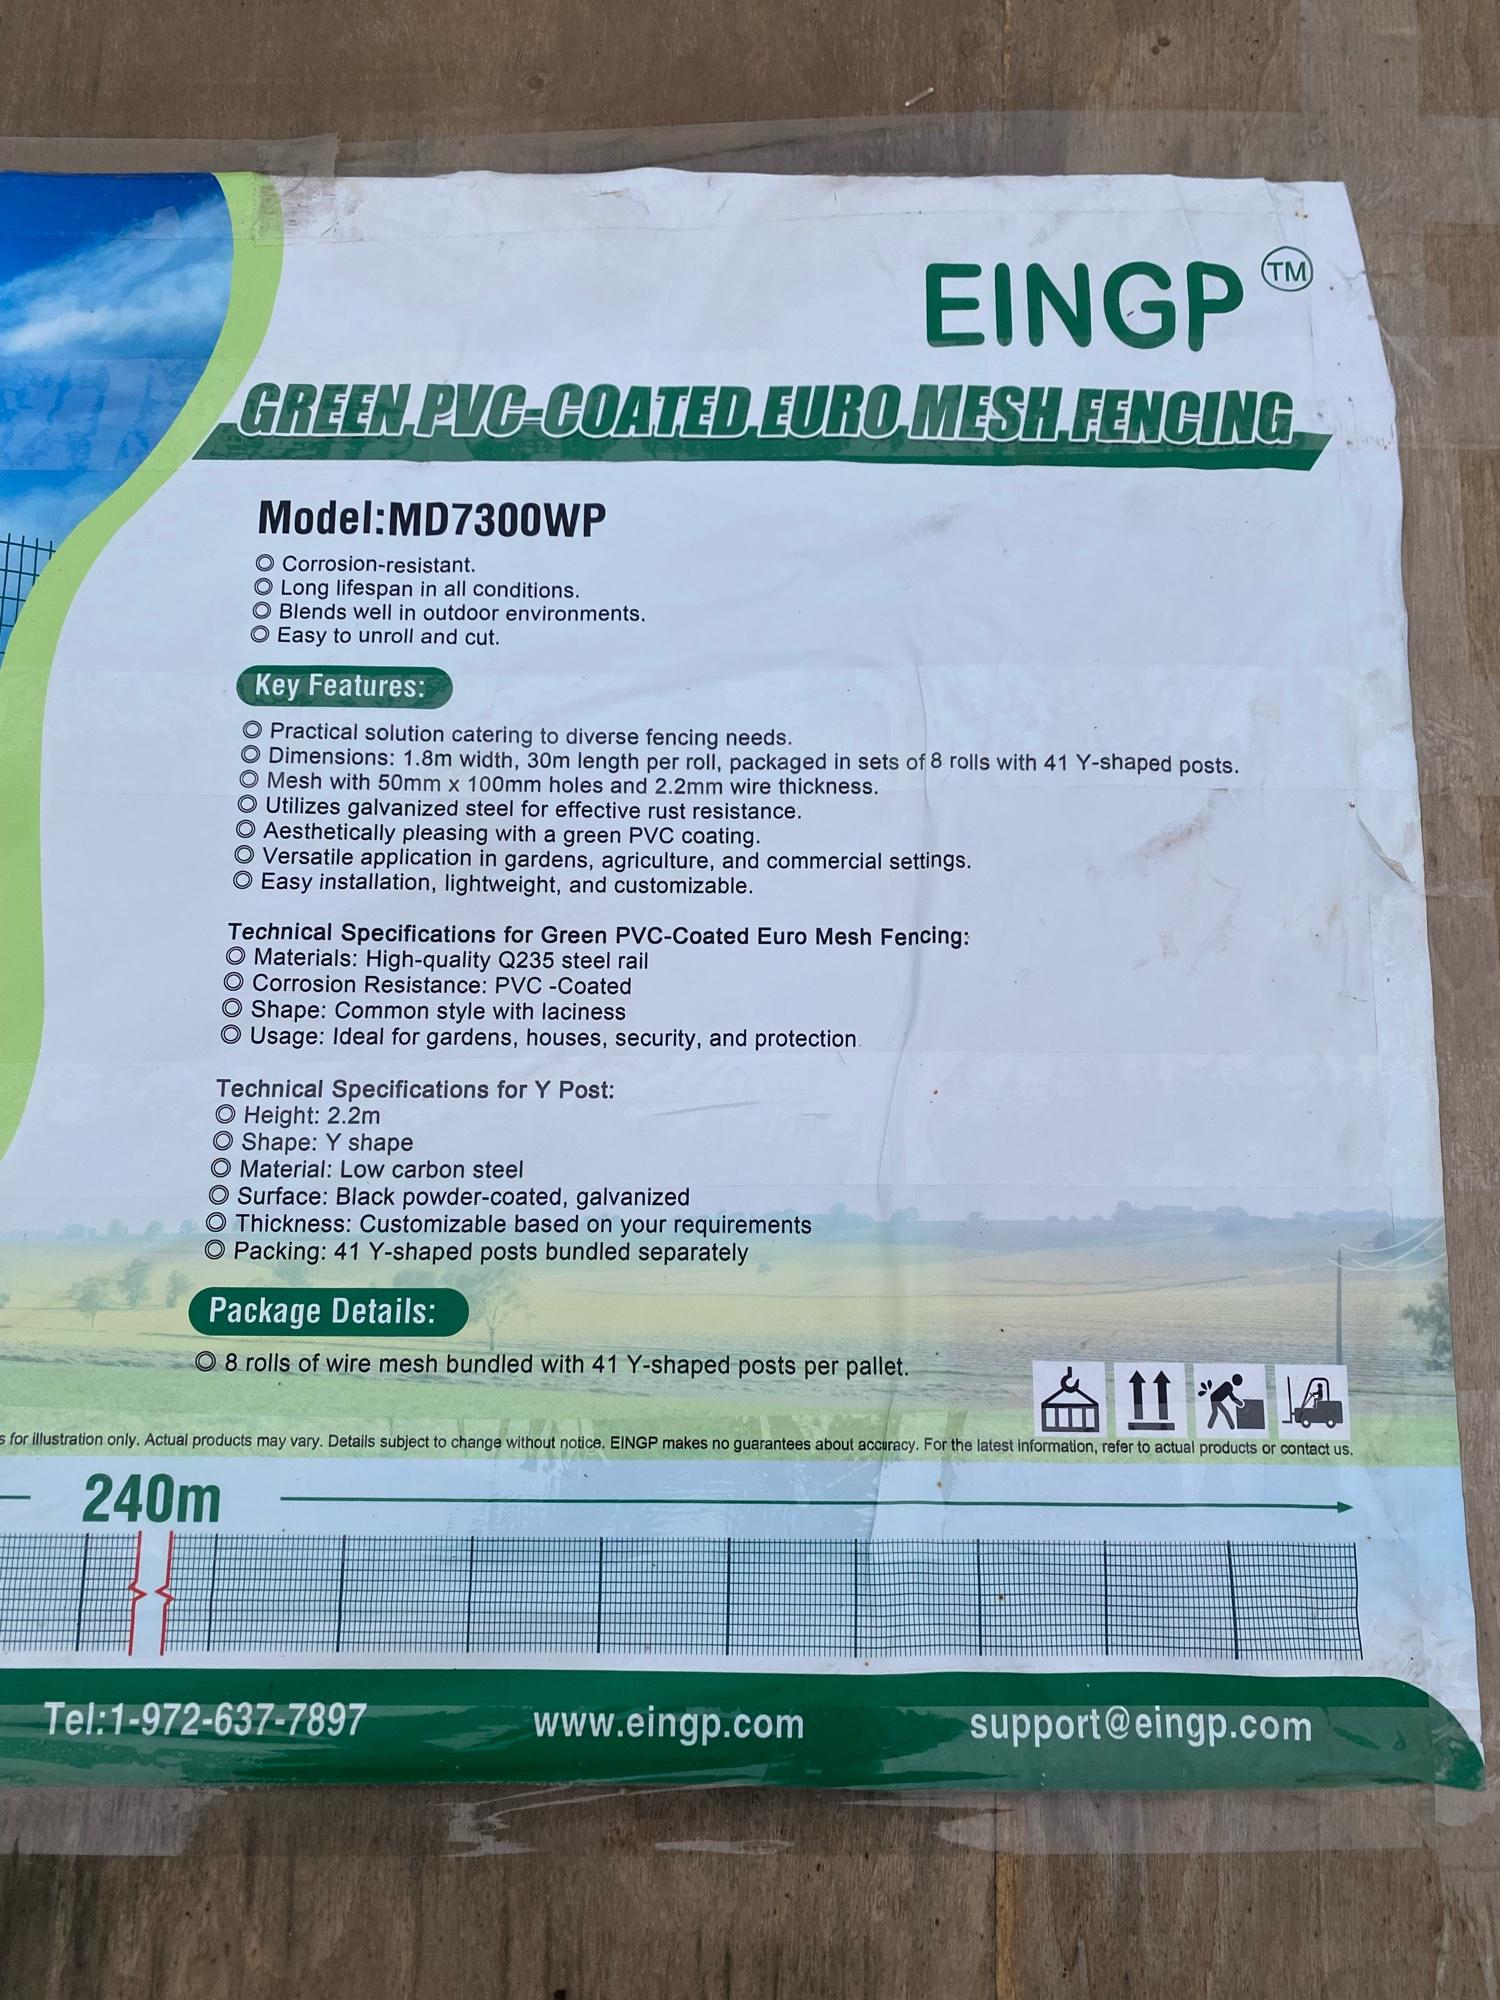 EINGP TM
GREEN PVC-COATED EURO MESH FENCING
Model:MD7300WP
Corrosion-resistant.
Long lifespan in all conditions.
Blends well in outdoor environments.
Easy to unroll and cut.
Key Features:
Practical solution catering to diverse fencing needs.
Dimensions: 1.8m width, 30m length per roll, packaged in sets of 8 rolls with 41 Y-shaped posts.
Mesh with 50mm x 100mm holes and 2.2mm wire thickness.
Utilizes galvanized steel for effective rust resistance.
Aesthetically pleasing with a green PVC coating.
Versatile application in gardens, agriculture, and commercial settings.
Easy installation, lightweight, and customizable.
Technical Specifications for Green PVC-Coated Euro Mesh Fencing:
Materials: High-quality Q235 steel rail
Corrosion Resistance: PVC -Coated
Shape: Common style with laciness
Usage: Ideal for gardens, houses, security, and protection.
Technical Specifications for Y Post:
Height: 2.2m
Shape: Y shape
Material: Low carbon steel
Surface: Black powder-coated, galvanized
Thickness: Customizable based on your requirements
Packing: 41 Y-shaped posts bundled separately
Package Details:
8 rolls of wire mesh bundled with 41 Y-shaped posts per pallet.
s for illustration only. Actual products may vary. Details subject to change without notice. EINGP makes no guarantees about accuracy. For the latest information, refer to actual products or contact us.
240m
Tel:1-972-637-7897 www.eingp.com support@eingp.com